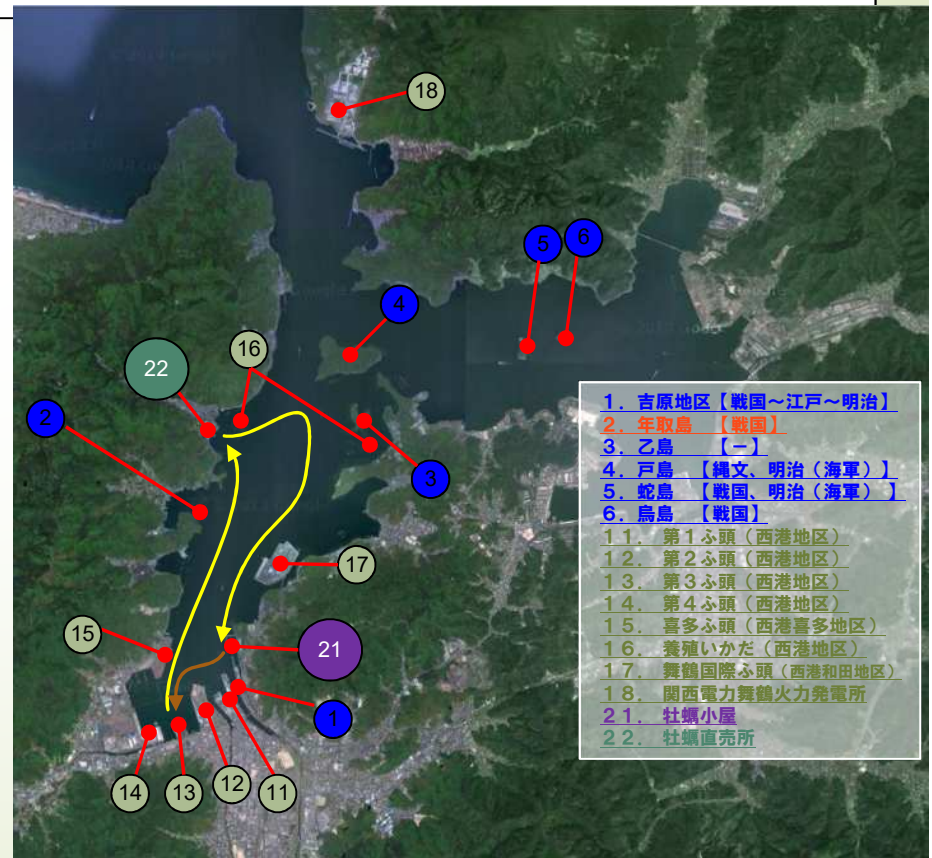 18
5
6
4
16
22
2
3
17
15
21
1
14
13
12
11
1．吉原地区【戦国～江戸～明治】
2．年取島　【戦国】
3．乙島　　【－】
4．戸島　【縄文、明治（海軍）】
5．蛇島　【戦国、明治（海軍）】
6．烏島　【戦国】
１１．　第１ふ頭（西港地区）
１２．　第２ふ頭（西港地区）
１３．　第３ふ頭（西港地区）
１４．　第４ふ頭（西港地区）
１５．　喜多ふ頭（西港喜多地区）
１６．　養殖いかだ（西港地区）
１７．　舞鶴国際ふ頭（西港和田地区）
１８．　関西電力舞鶴火力発電所
２１．　牡蠣小屋
２２．　牡蠣直売所